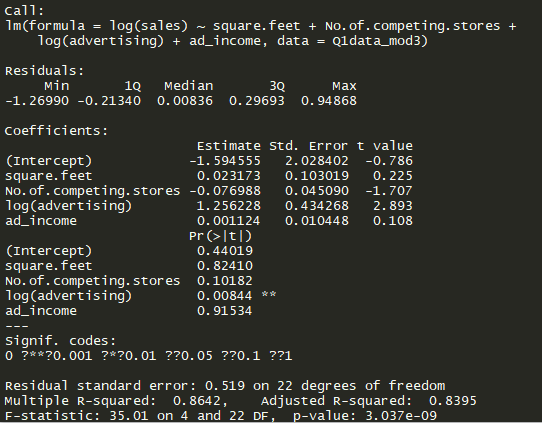 Call:
lm(formula = log(sales) ~ square.feet + No.of.competing.stores +
    log(advertising) + ad_income, data = Q1data_mod3)

Residuals:
     Min       1Q   Median       3Q      Max
-1.26990 -0.21340  0.00836  0.29693  0.94868

Coefficients:
                        Estimate Std. Error t value
(Intercept)            -1.594555   2.028402  -0.786
square.feet             0.023173   0.103019   0.225
No.of.competing.stores -0.076988   0.045090  -1.707
log(advertising)        1.256228   0.434268   2.893
ad_income               0.001124   0.010448   0.108
                       Pr(>|t|)
(Intercept)             0.44019
square.feet             0.82410
No.of.competing.stores  0.10182
log(advertising)        0.00844 **
ad_income               0.91534
---
Signif. codes:
0 ?***?0.001 ?*?0.01 ??0.05 ??0.1 ??1

Residual standard error: 0.519 on 22 degrees of freedom
Multiple R-squared:  0.8642,    Adjusted R-squared:  0.8395
F-statistic: 35.01 on 4 and 22 DF,  p-value: 3.037e-09